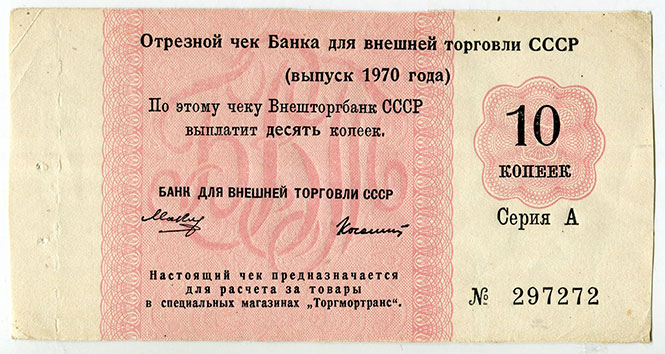 Отрезной чек Банка для внешней торговли СССР
(выпуск 1970 года)
По этому чеку Внешторгбанк СССР
выплатит десять копеек.
10
КОПЕЕК
БАНК ДЛЯ ВНЕШНЕЙ ТОРГОВЛИ СССР
Серия А
Настоящий чек предназначается
для расчета за товары
в специальных магазинах „Торгмортранс“.
№ 297272